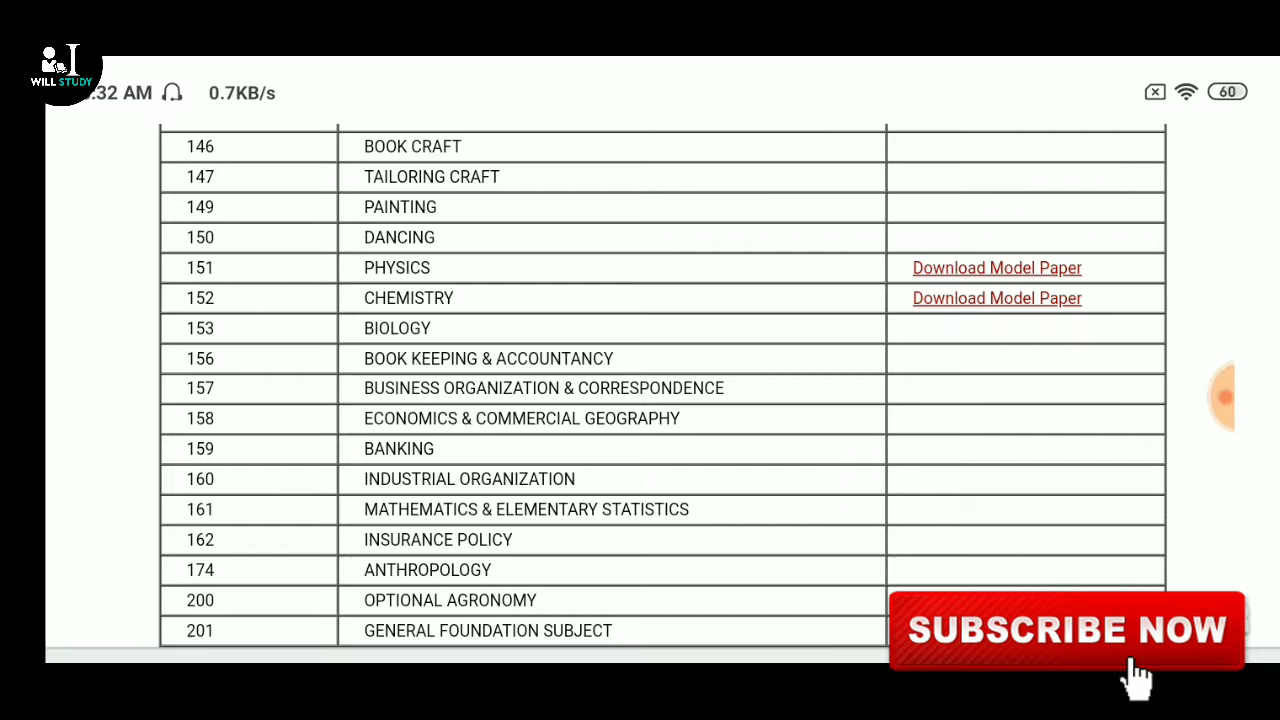 I
WILL STUDY
:32 AM 0.7KB/s 60
146 BOOK CRAFT
147 TAILORING CRAFT
149 PAINTING
150 DANCING
151 PHYSICS Download Model Paper
152 CHEMISTRY Download Model Paper
153 BIOLOGY
156 BOOK KEEPING & ACCOUNTANCY
157 BUSINESS ORGANIZATION & CORRESPONDENCE
158 ECONOMICS & COMMERCIAL GEOGRAPHY
159 BANKING
160 INDUSTRIAL ORGANIZATION
161 MATHEMATICS & ELEMENTARY STATISTICS
162 INSURANCE POLICY
174 ANTHROPOLOGY
200 OPTIONAL AGRONOMY
201 GENERAL FOUNDATION SUBJECT
SUBSCRIBE NOW